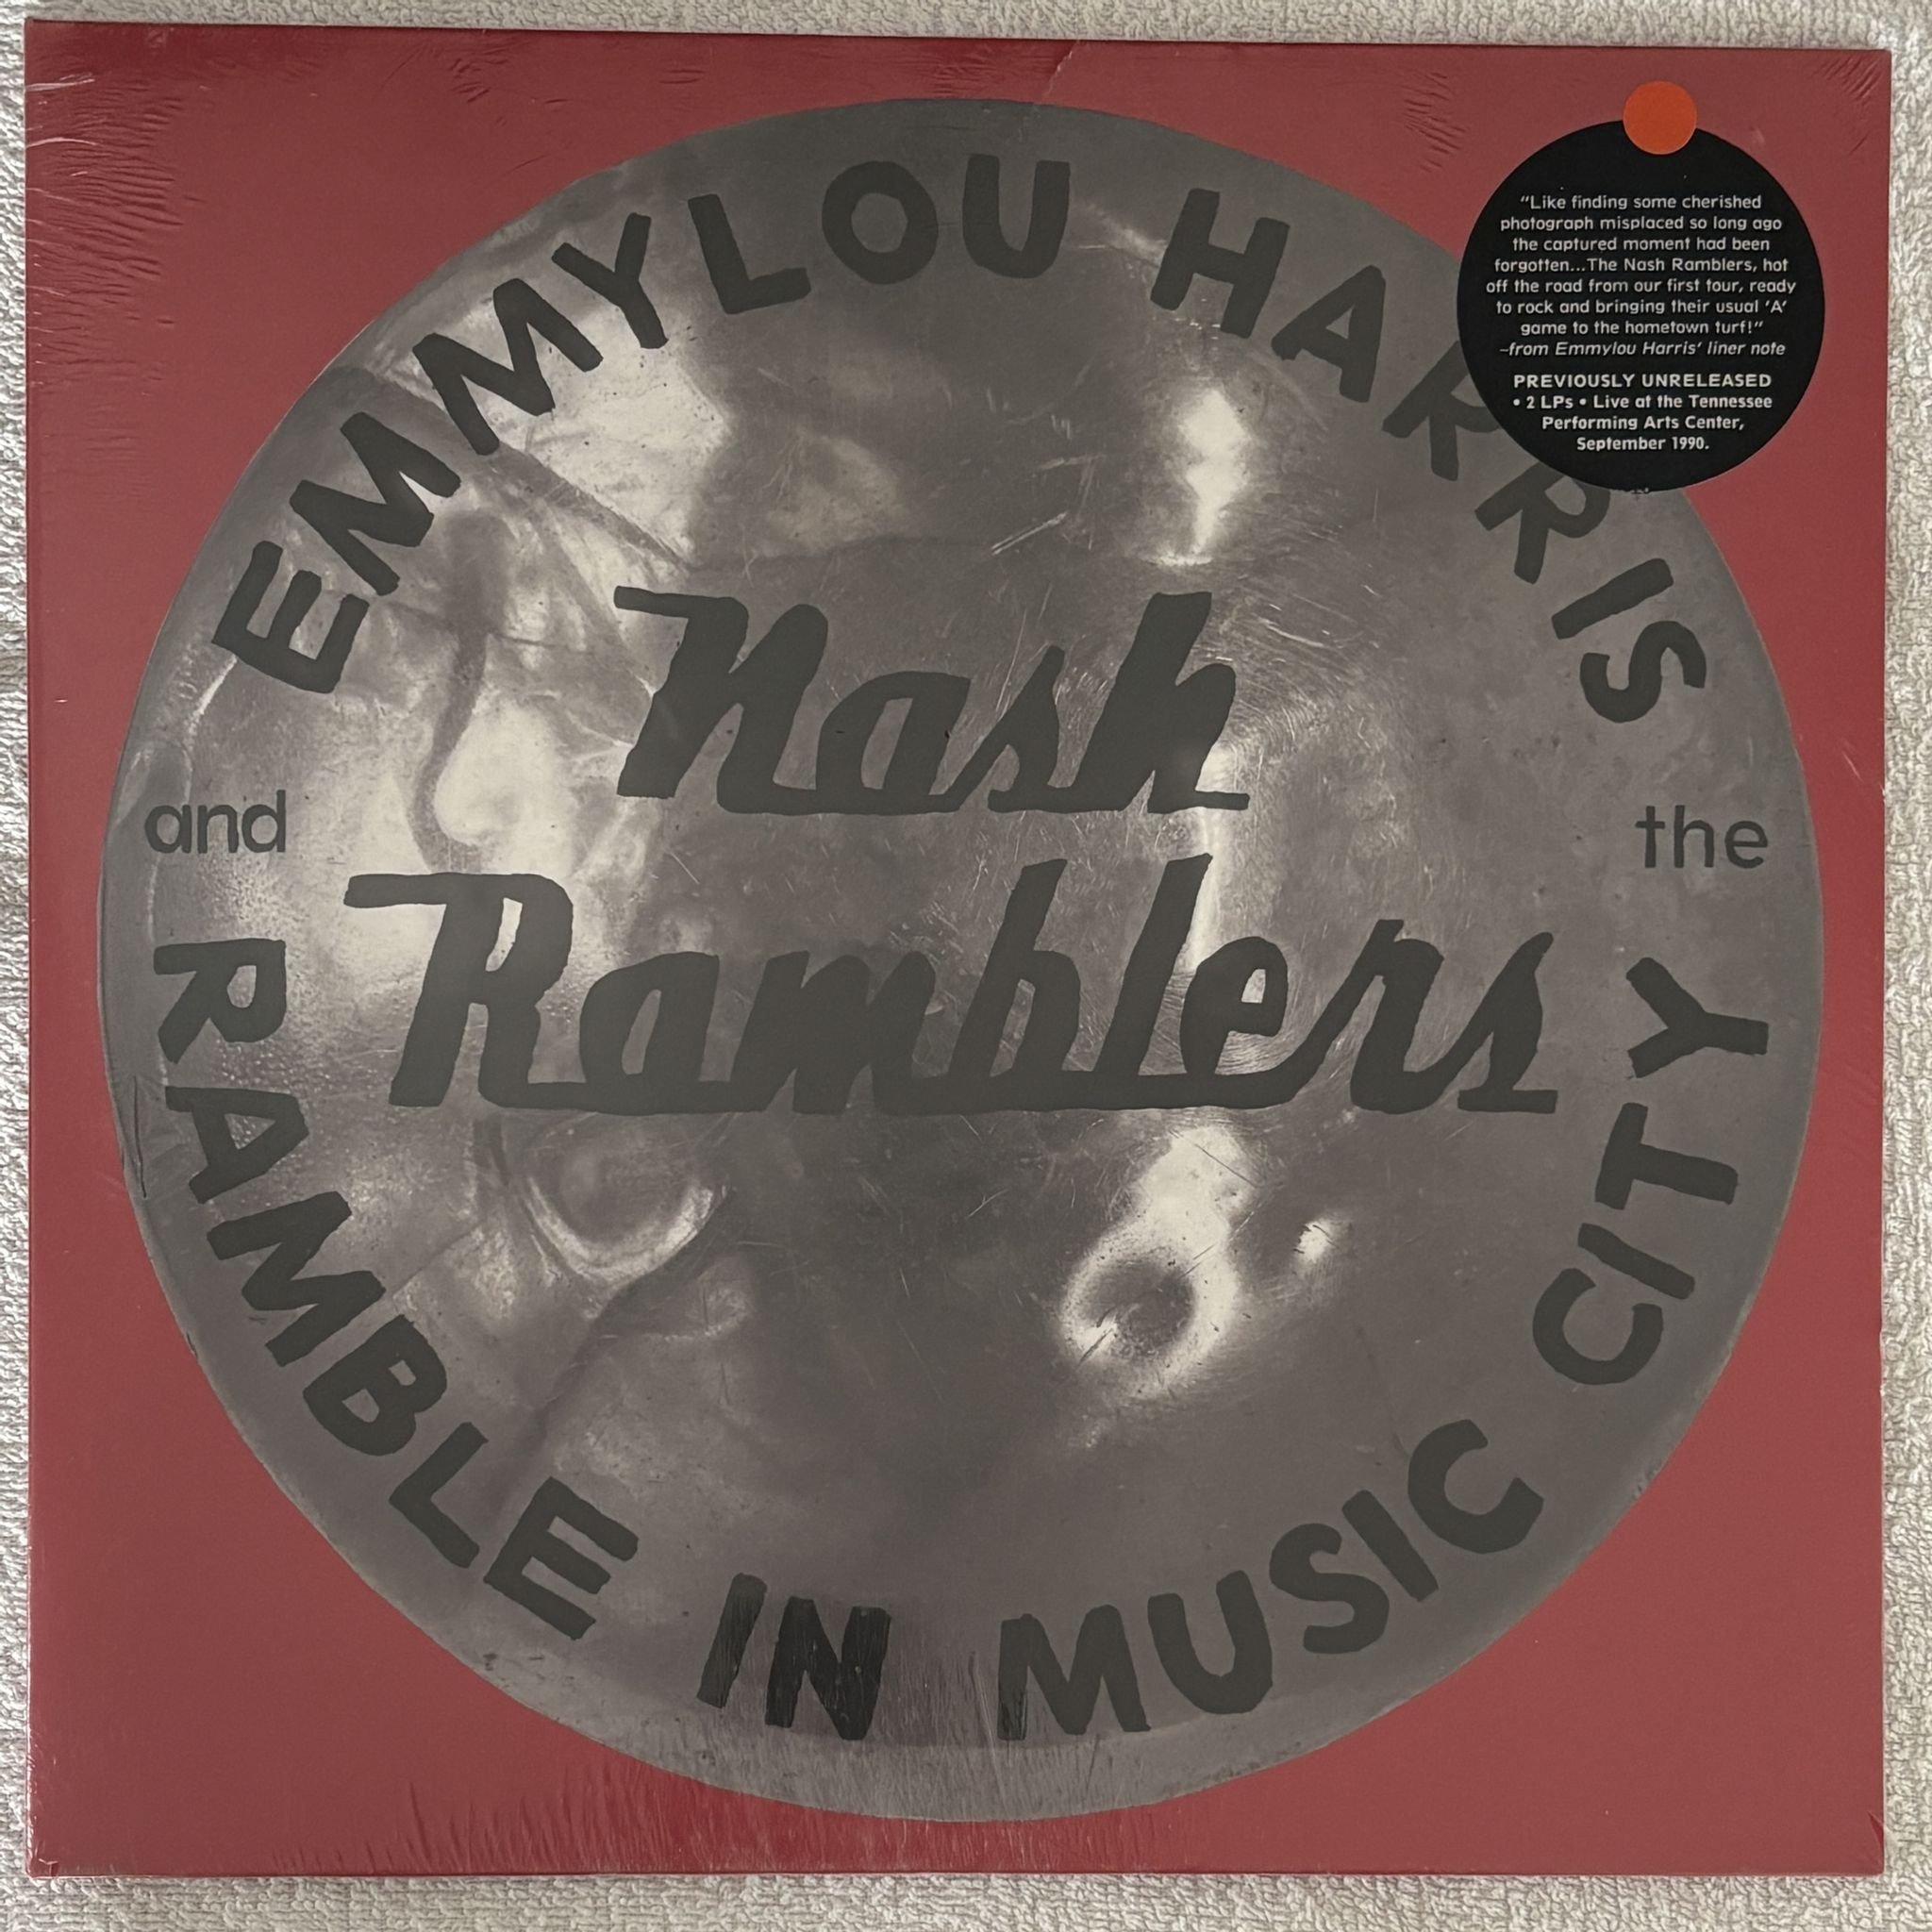 EMMYLOU HARRIS
and
the
Nash
Ramblers
RAMBLE IN MUSIC CITY
“Like finding some cherished
photograph misplaced so long ago
the captured moment had been
forgotten...The Nash Ramblers, hot
off the road from our first tour, ready
to rock and bringing their usual ‘A’
game to the hometown turf!”
–from Emmylou Harris’ liner note
PREVIOUSLY UNRELEASED
• 2 LPs • Live at the Tennessee
Performing Arts Center,
September 1990.